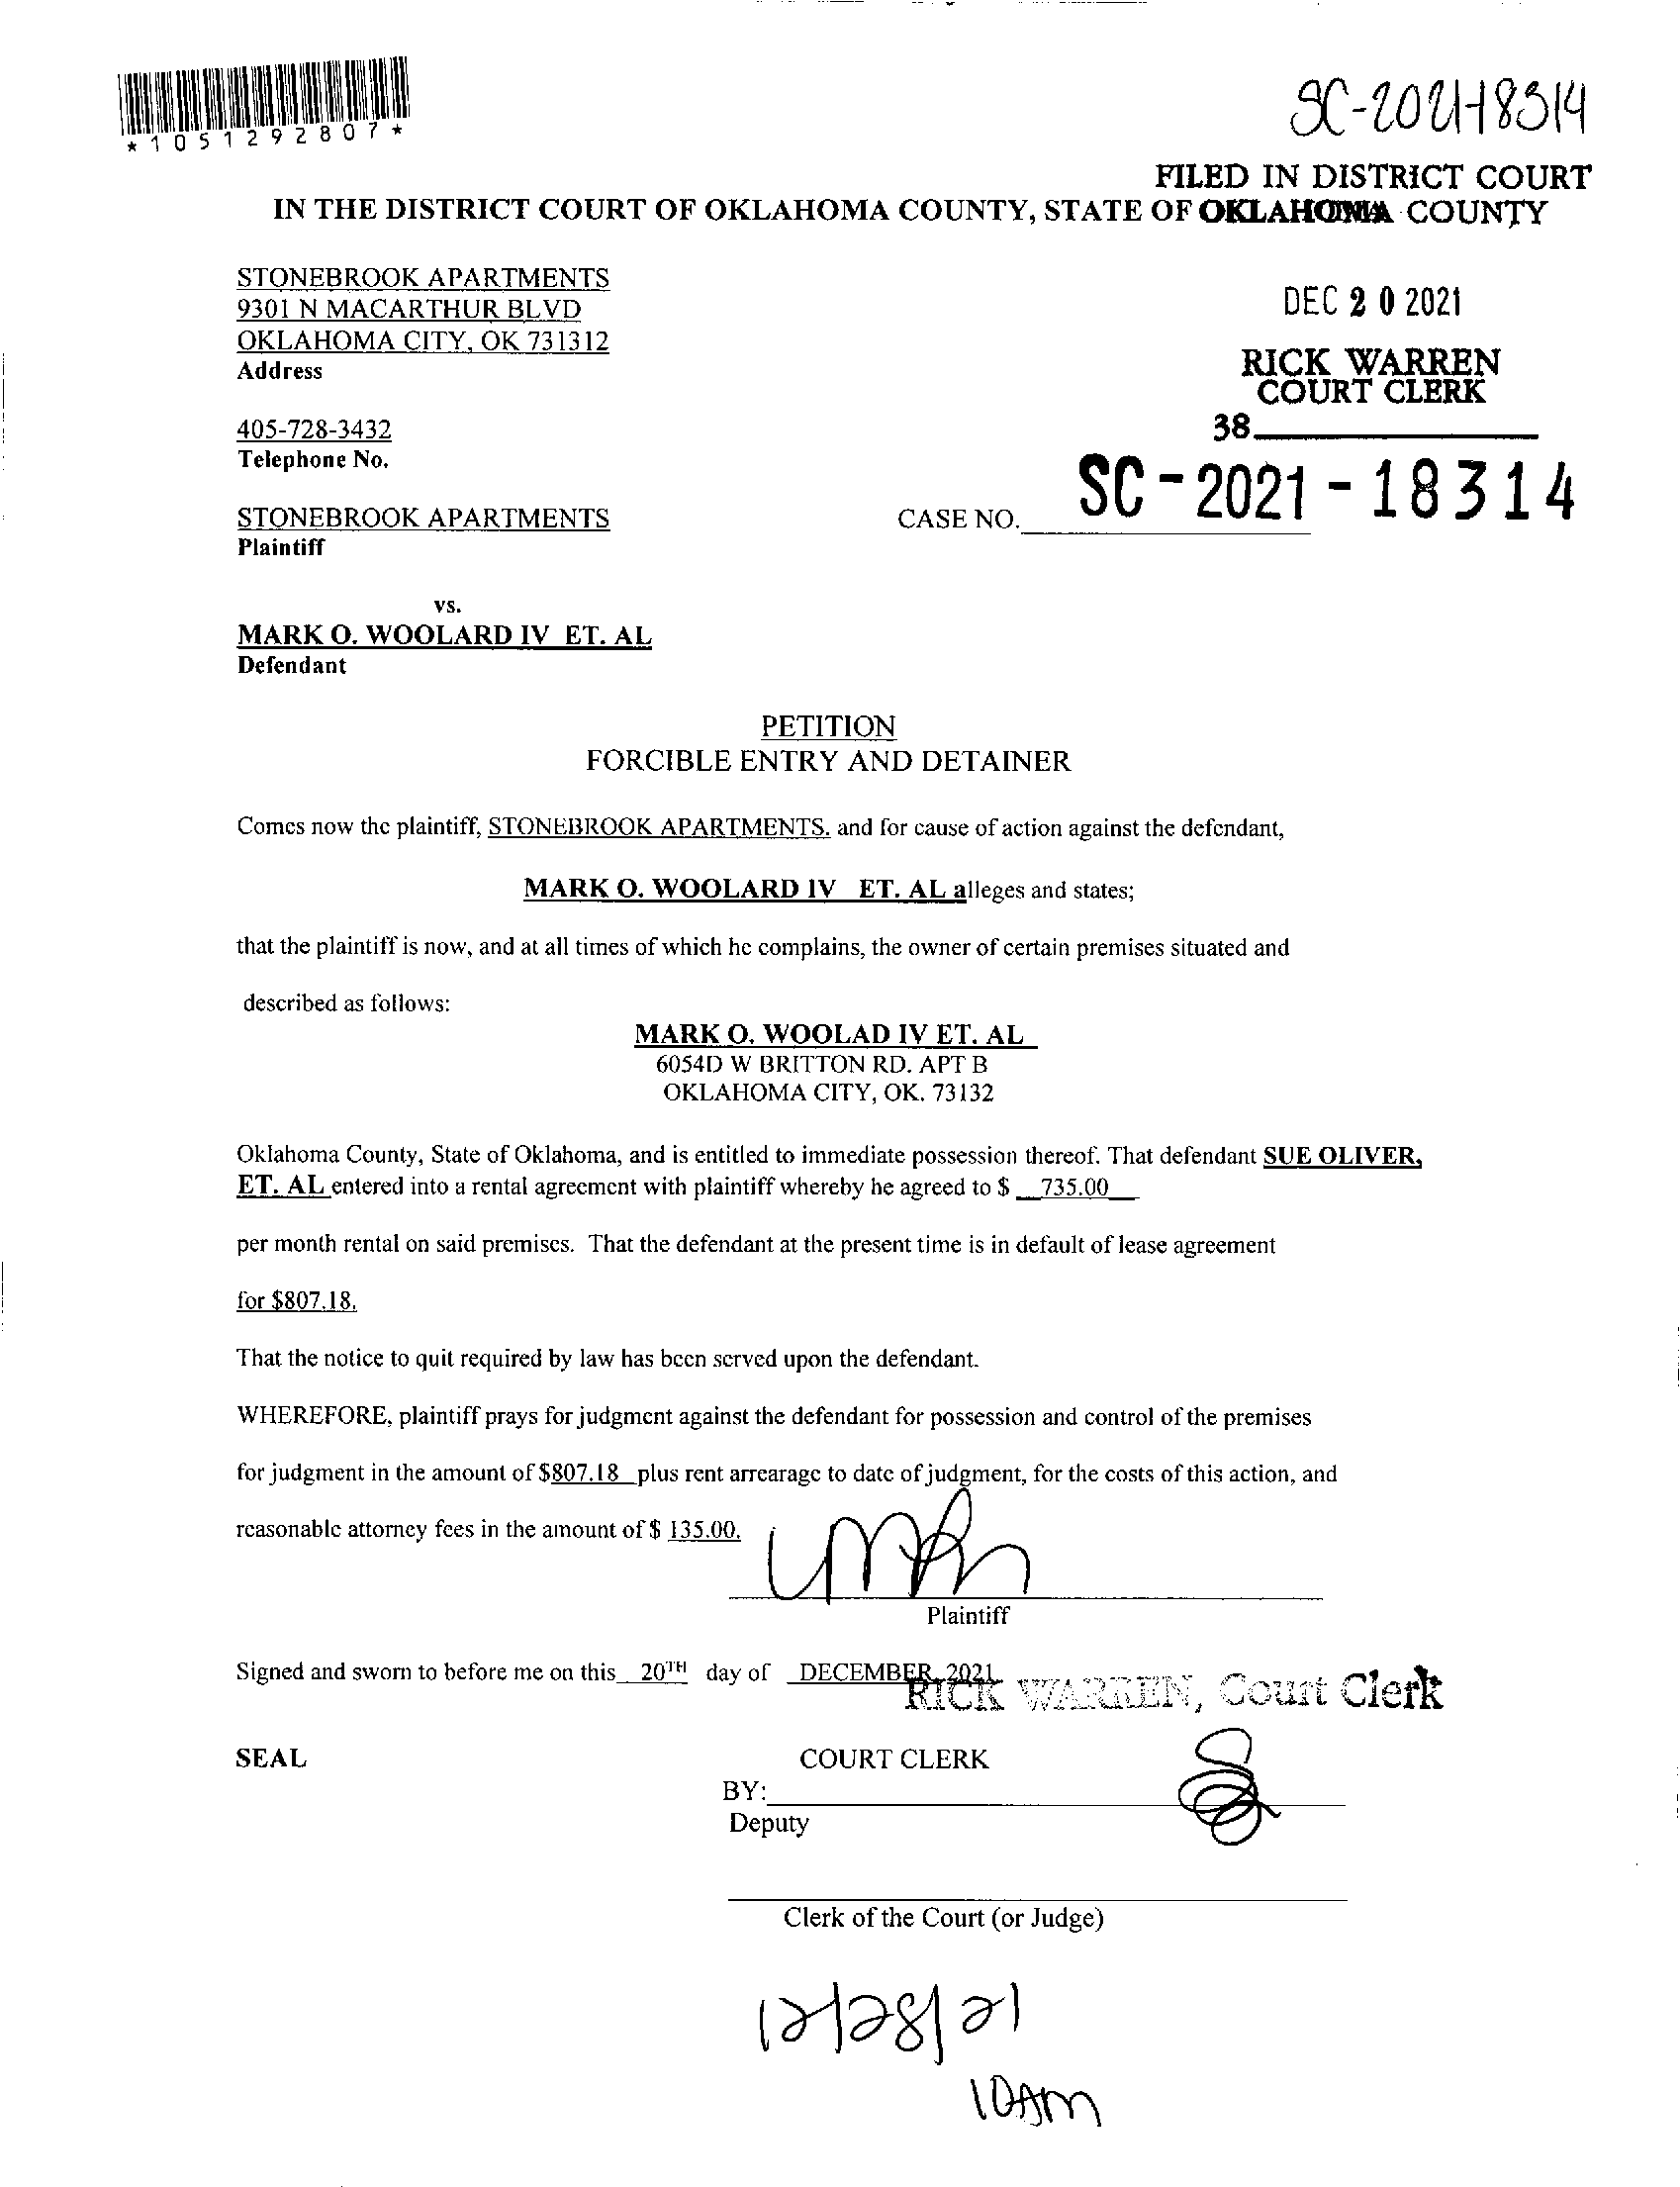 *1051292807*
SC-2021-18314
FILED IN DISTRICT COURT
IN THE DISTRICT COURT OF OKLAHOMA COUNTY, STATE OF OKLAHOMA COUNTY
STONEBROOK APARTMENTS
9301 N MACARTHUR BLVD
OKLAHOMA CITY, OK 731312
Address
DEC 20 2021
RICK WARREN
COURT CLERK
405-728-3432
Telephone No.
38
STONEBROOK APARTMENTS
Plaintiff
CASE NO. SC-2021-18314
vs.
MARK O. WOOLARD IV ET. AL
Defendant
PETITION
FORCIBLE ENTRY AND DETAINER
Comes now the plaintiff, STONEBROOK APARTMENTS. and for cause of action against the defendant,
MARK O. WOOLARD IV ET. AL alleges and states;
that the plaintiff is now, and at all times of which he complains, the owner of certain premises situated and
described as follows:
MARK O. WOOLAD IV ET. AL
6054D W BRITTON RD. APT B
OKLAHOMA CITY, OK. 73132
Oklahoma County, State of Oklahoma, and is entitled to immediate possession thereof. That defendant SUE OLIVER,
ET. AL entered into a rental agreement with plaintiff whereby he agreed to $ 735.00
per month rental on said premises. That the defendant at the present time is in default of lease agreement
for $807.18.
That the notice to quit required by law has been served upon the defendant.
WHEREFORE, plaintiff prays for judgment against the defendant for possession and control of the premises
for judgment in the amount of $807.18 plus rent arrearage to date of judgment, for the costs of this action, and
reasonable attorney fees in the amount of $ 135.00.
Plaintiff
Signed and sworn to before me on this 20TH day of DECEMBER, 2021
RICK WARREN, Court Clerk
SEAL
COURT CLERK
BY:
Deputy
Clerk of the Court (or Judge)
12/28/21
10AM